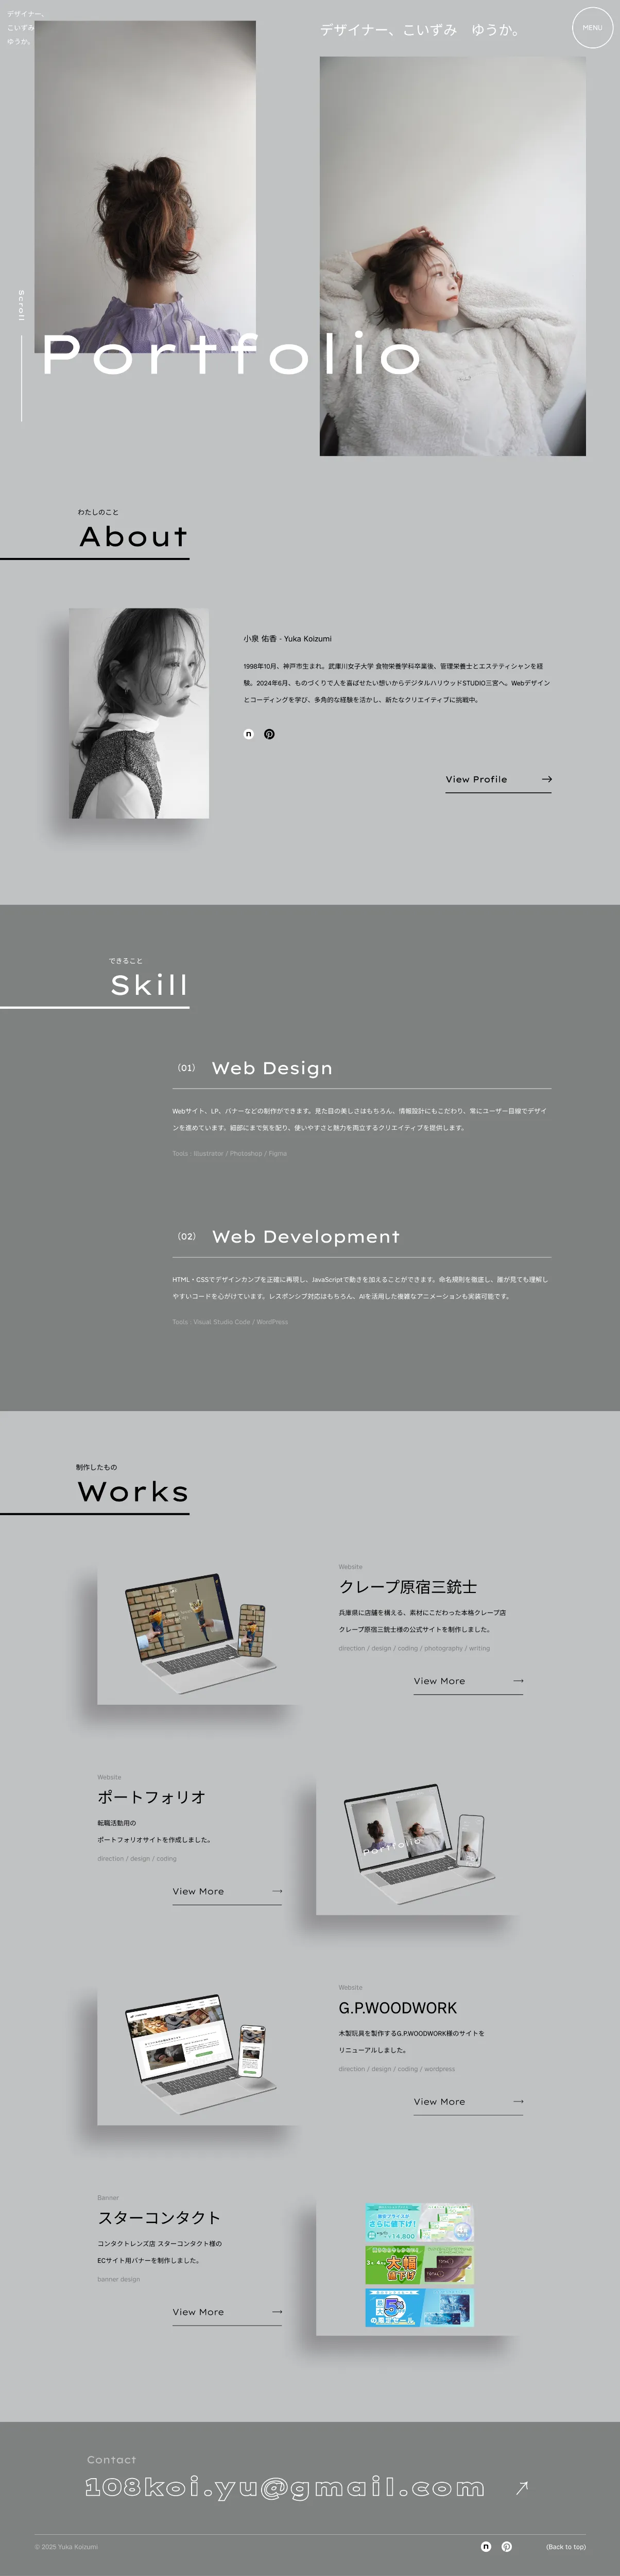 デザイナー、
こいずみ
ゆうか。
デザイナー、こいずみ　ゆうか。
MENU
Scroll
Portfolio
わたしのこと
About
小泉 佑香 - Yuka Koizumi
1998年10月、神戸市生まれ。武庫川女子大学 食物栄養学科卒業後、管理栄養士とエステティシャンを経
験。2024年6月、ものづくりで人を喜ばせたい想いからデジタルハリウッドSTUDIO三宮へ。Webデザイン
とコーディングを学び、多角的な経験を活かし、新たなクリエイティブに挑戦中。
View Profile
できること
Skill
（01） Web Design
Webサイト、LP、バナーなどの制作ができます。見た目の美しさはもちろん、情報設計にもこだわり、常にユーザー目線でデザイ
ンを進めています。細部にまで気を配り、使いやすさと魅力を両立するクリエイティブを提供します。
Tools : Illustrator / Photoshop / Figma
（02） Web Development
HTML・CSSでデザインカンプを正確に再現し、JavaScriptで動きを加えることができます。命名規則を徹底し、誰が見ても理解し
やすいコードを心がけています。レスポンシブ対応はもちろん、AIを活用した複雑なアニメーションも実装可能です。
Tools : Visual Studio Code / WordPress
制作したもの
Works
Website
クレープ原宿三銃士
兵庫県に店舗を構える、素材にこだわった本格クレープ店
クレープ原宿三銃士様の公式サイトを制作しました。
direction / design / coding / photography / writing
View More
Website
ポートフォリオ
転職活動用の
ポートフォリオサイトを作成しました。
direction / design / coding
View More
Portfolio
Website
G.P.WOODWORK
木製玩具を製作するG.P.WOODWORK様のサイトを
リニューアルしました。
direction / design / coding / wordpress
View More
Banner
スターコンタクト
コンタクトレンズ店 スターコンタクト様の
ECサイト用バナーを制作しました。
banner design
View More
さらに値下げ!
¥14,800
大幅
値下げ
5%
Contact
108koi.yu@gmail.com
© 2025 Yuka Koizumi
(Back to top)